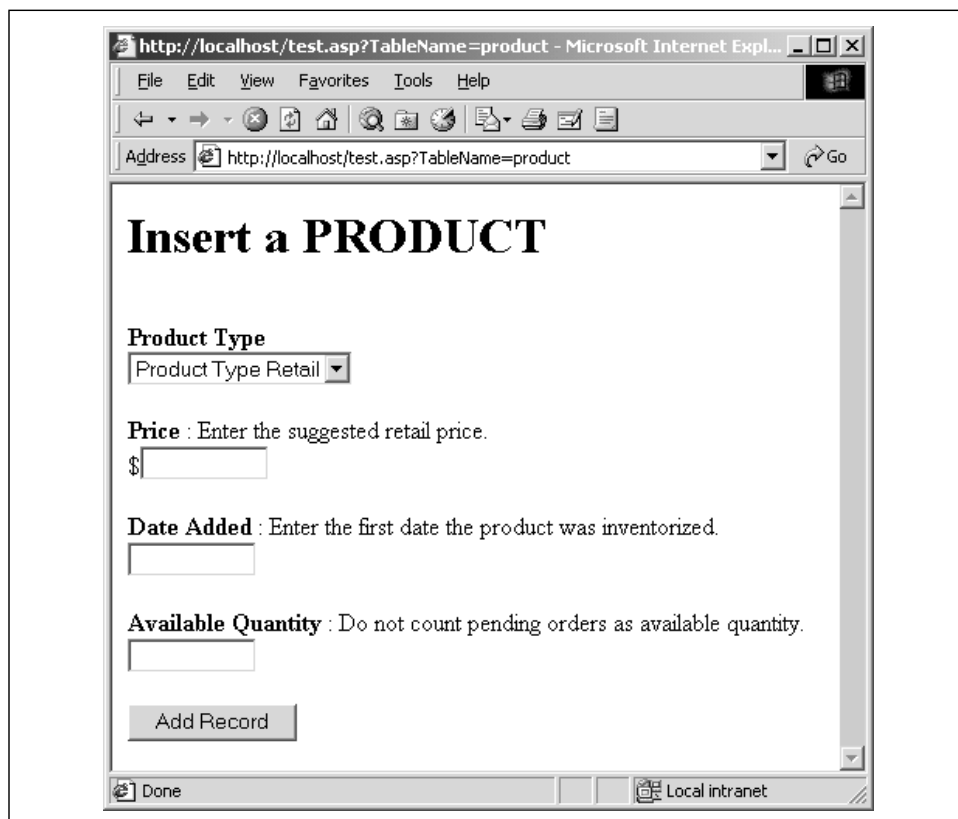 http://localhost/test.asp?TableName=product - Microsoft Internet Expl...
File Edit View Favorites Tools Help
Address http://localhost/test.asp?TableName=product Go
Insert a PRODUCT
Product Type
Product Type Retail
Price : Enter the suggested retail price.
$
Date Added : Enter the first date the product was inventorized.
Available Quantity : Do not count pending orders as available quantity.
Add Record
Done Local intranet